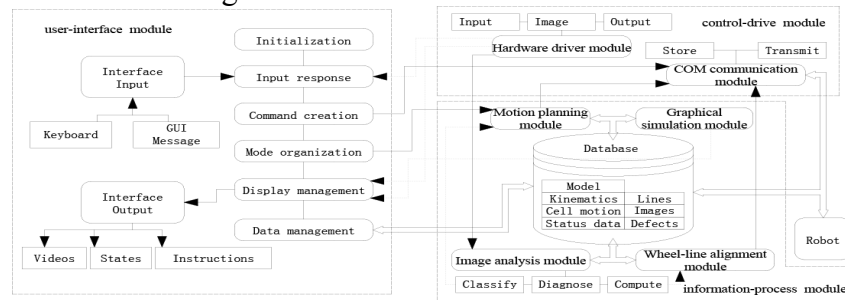 user-interface module
Initialization
Interface
Input
Input response
Keyboard
GUI
Message
Command creation
Mode organization
Interface
Output
Display management
Data management
Videos
States
Instructions
Input
Image
Output
control-drive module
Hardware driver module
Store
Transmit
COM communication
module
Motion planning
module
Graphical
simulation module
Database
Model
Kinematics
Lines
Cell motion
Images
Status data
Defects
Robot
Image analysis module
Wheel-line alignment
module
Classify
Diagnose
Compute
information-process module